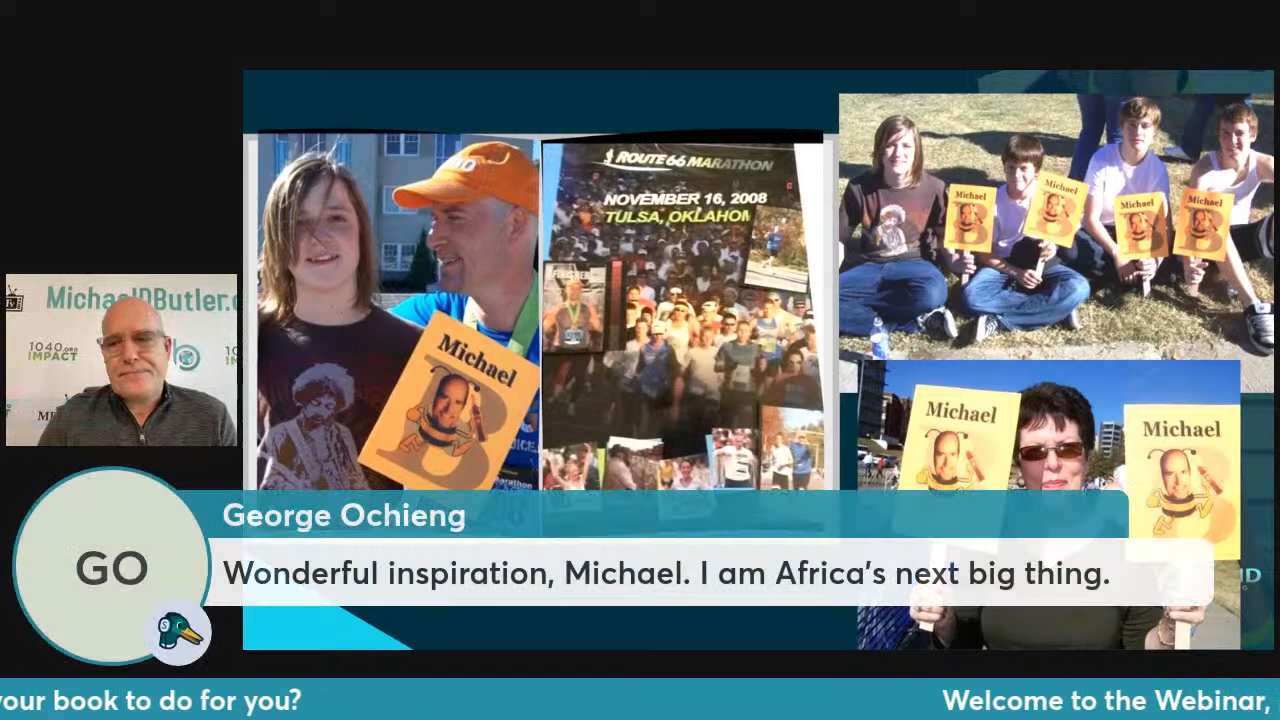 MichaelDButler.c
1040.ORG
IMPACT
Michael
B
ROUTE 66 MARATHON
NOVEMBER 16, 2008
TULSA, OKLAHOM
FINISHER
Michael
B
Michael
B
Michael
B
Michael
B
Michael
Michael
George Ochieng
GO
Wonderful inspiration, Michael. I am Africa's next big thing.
your book to do for you?
Welcome to the Webinar,